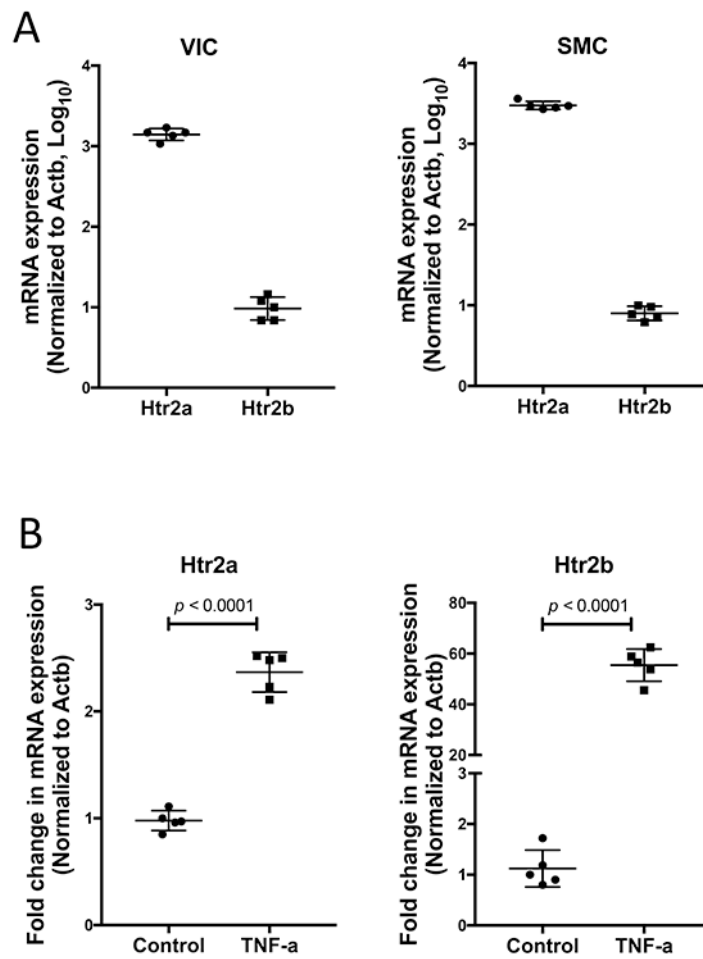 A
VIC
SMC
mRNA expression
(Normalized to Actb, Log10)
4
3
2
1
0
Htr2a
Htr2b
mRNA expression
(Normalized to Actb, Log10)
4
3
2
1
0
Htr2a
Htr2b
B
Htr2a
Htr2b
Fold change in mRNA expression
(Normalized to Actb)
3
2
1
0
p < 0.0001
Control
TNF-a
Fold change in mRNA expression
(Normalized to Actb)
80
60
40
20
3
2
1
0
p < 0.0001
Control
TNF-a